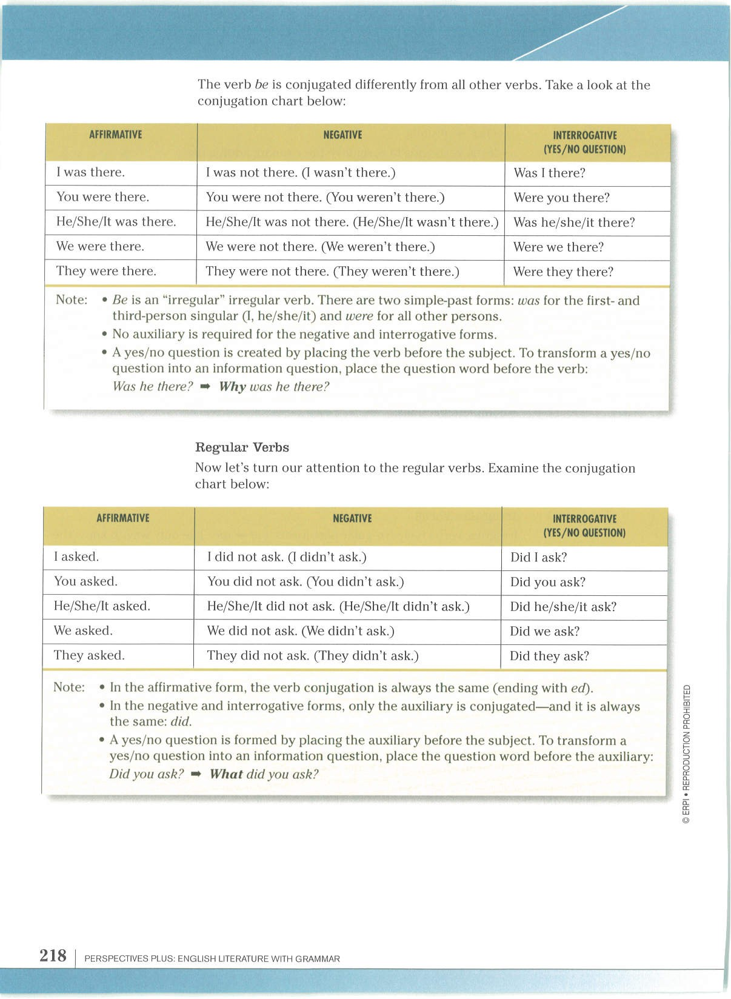 The verb be is conjugated differently from all other verbs. Take a look at the
conjugation chart below:
AFFIRMATIVE NEGATIVE INTERROGATIVE
(YES/NO QUESTION)
I was there. I was not there. (I wasn't there.) Was I there?
You were there. You were not there. (You weren't there.) Were you there?
He/She/It was there. He/She/It was not there. (He/She/It wasn't there.) Was he/she/it there?
We were there. We were not there. (We weren't there.) Were we there?
They were there. They were not there. (They weren't there.) Were they there?
Note: • Be is an “irregular” irregular verb. There are two simple-past forms: was for the first- and
third-person singular (I, he/she/it) and were for all other persons.
• No auxiliary is required for the negative and interrogative forms.
• A yes/no question is created by placing the verb before the subject. To transform a yes/no
question into an information question, place the question word before the verb:
Was he there? ➡ Why was he there?
Regular Verbs
Now let's turn our attention to the regular verbs. Examine the conjugation
chart below:
AFFIRMATIVE NEGATIVE INTERROGATIVE
(YES/NO QUESTION)
I asked. I did not ask. (I didn't ask.) Did I ask?
You asked. You did not ask. (You didn't ask.) Did you ask?
He/She/It asked. He/She/It did not ask. (He/She/It didn't ask.) Did he/she/it ask?
We asked. We did not ask. (We didn't ask.) Did we ask?
They asked. They did not ask. (They didn't ask.) Did they ask?
Note: • In the affirmative form, the verb conjugation is always the same (ending with ed).
• In the negative and interrogative forms, only the auxiliary is conjugated—and it is always
the same: did.
• A yes/no question is formed by placing the auxiliary before the subject. To transform a
yes/no question into an information question, place the question word before the auxiliary:
Did you ask? ➡ What did you ask?
© ERPI • REPRODUCTION PROHIBITED
218 PERSPECTIVES PLUS: ENGLISH LITERATURE WITH GRAMMAR